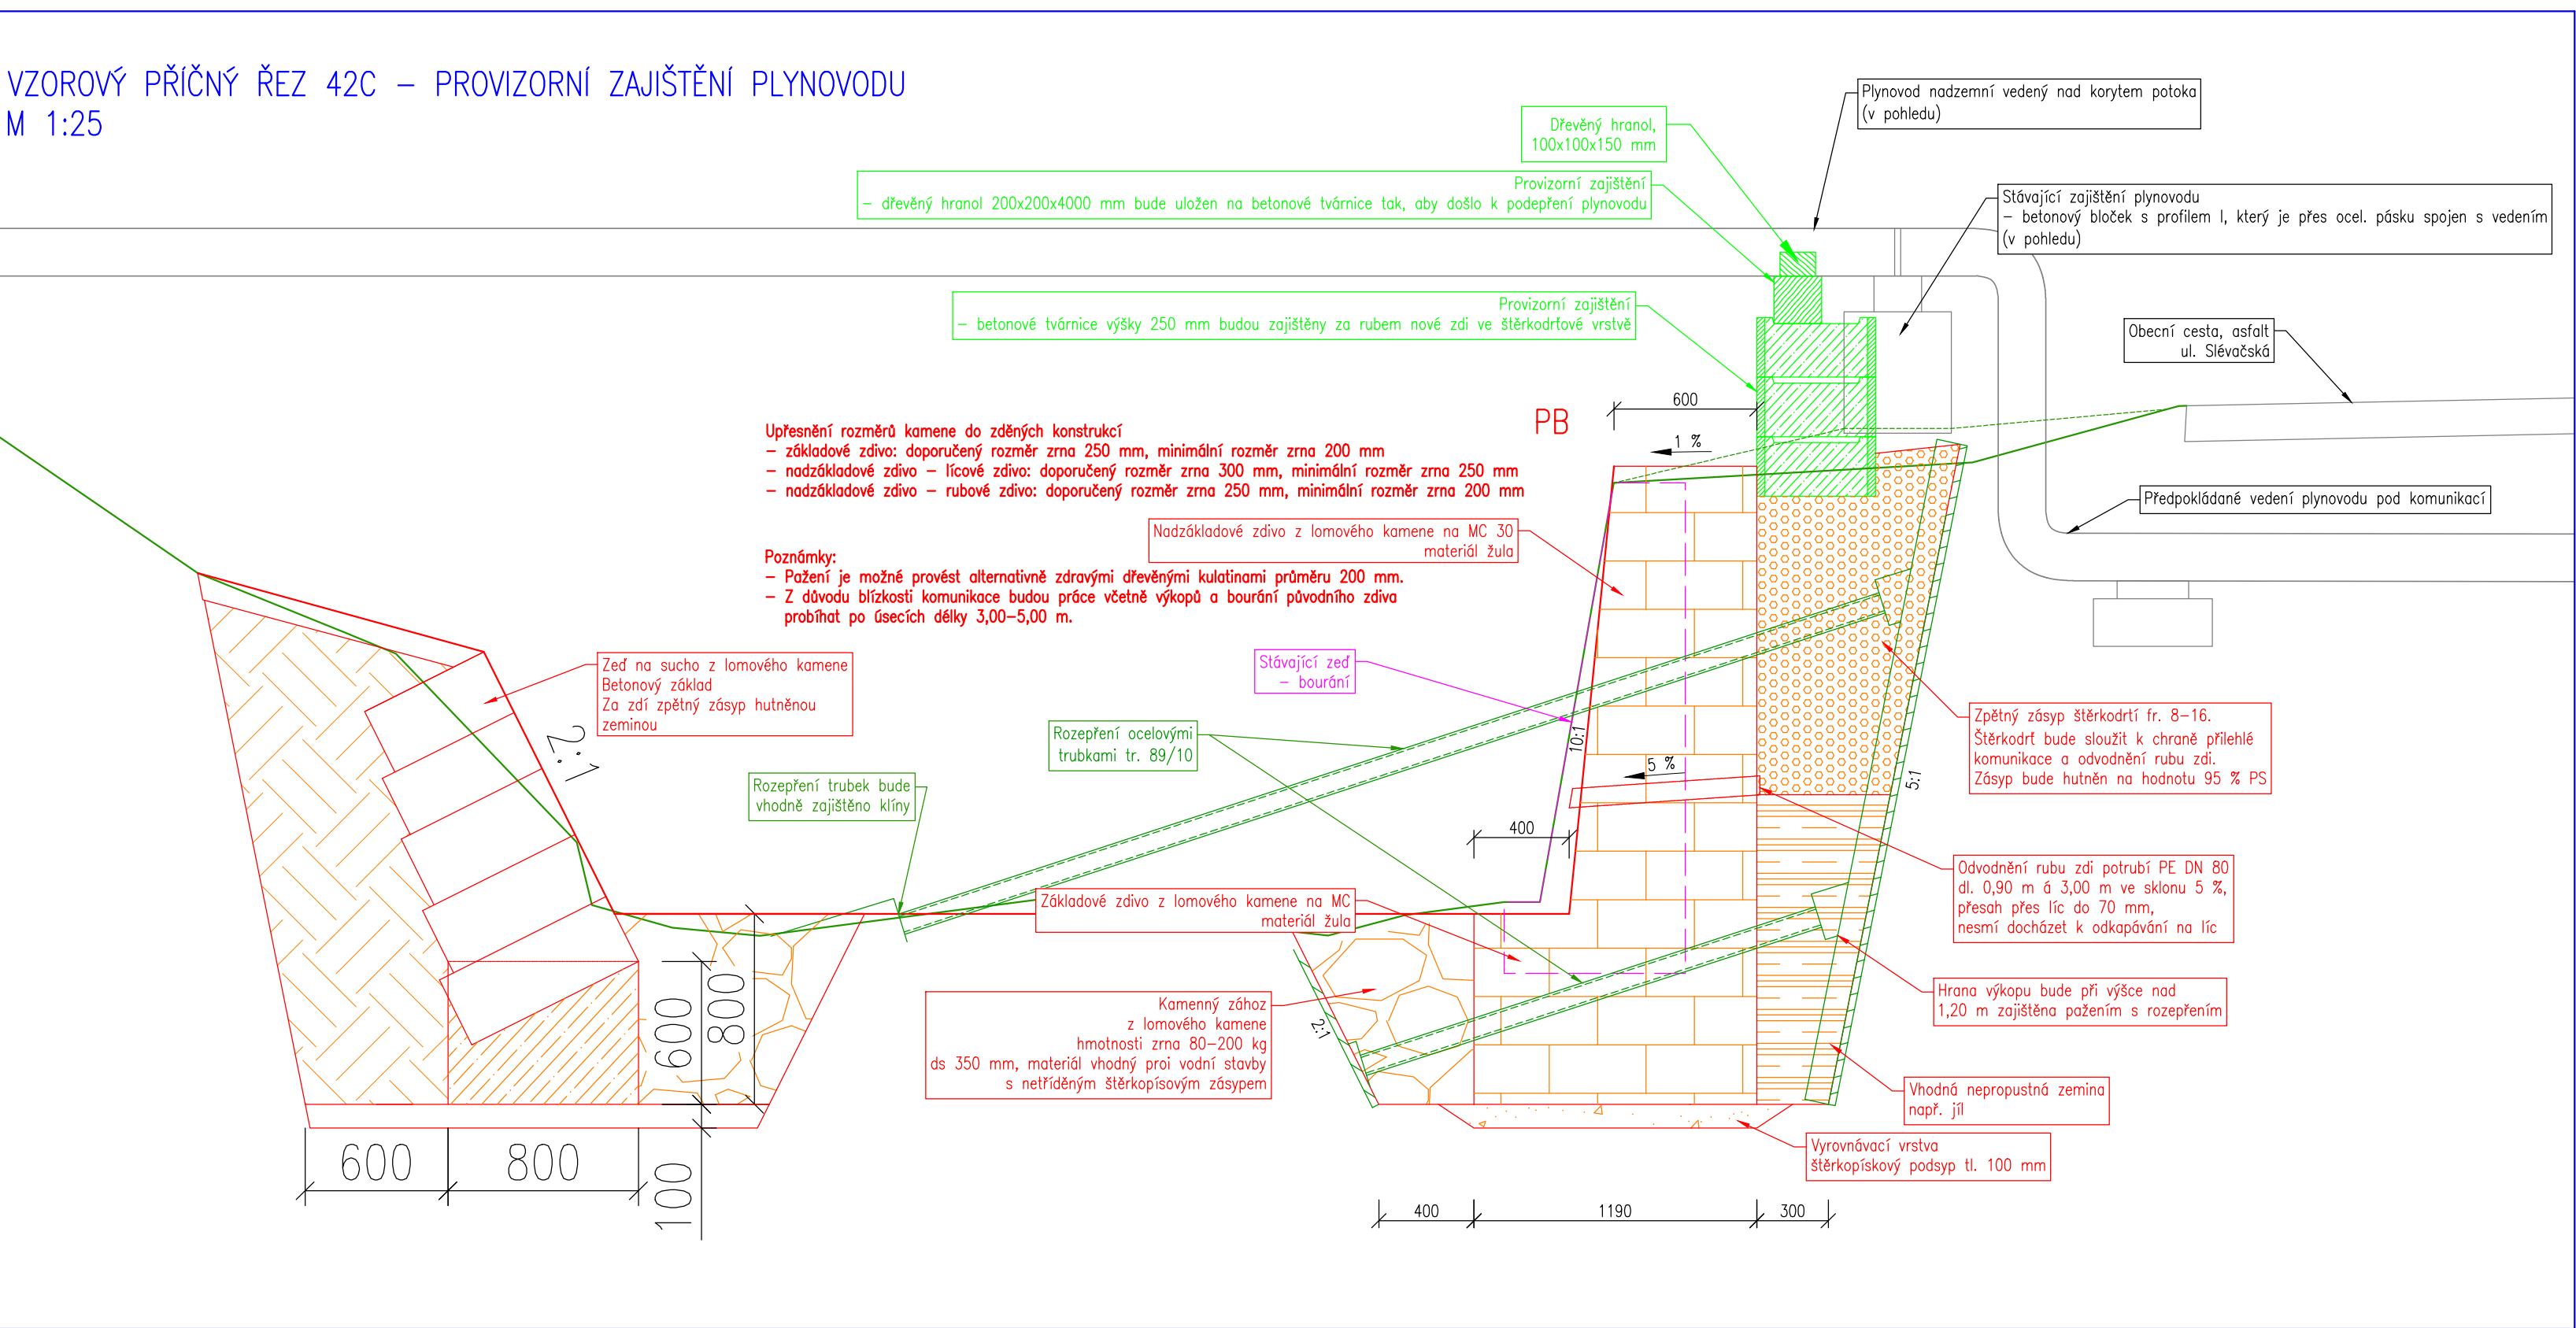 VZOROVÝ PŘÍČNÝ ŘEZ 42C – PROVIZORNÍ ZAJIŠTĚNÍ PLYNOVODU
M 1:25
Plynovod nadzemní vedený nad korytem potoka
(v pohledu)
Dřevěný hranol,
100x100x150 mm
Provizorní zajištění
– dřevěný hranol 200x200x4000 mm bude uložen na betonové tvárnice tak, aby došlo k podepření plynovodu
Stávající zajištění plynovodu
– betonový bloček s profilem I, který je přes ocel. pásku spojen s vedením
(v pohledu)
Provizorní zajištění
– betonové tvárnice výšky 250 mm budou zajištěny za rubem nové zdi ve štěrkodrťové vrstvě
Obecní cesta, asfalt
ul. Slévačská
600
PB
1 %
Upřesnění rozměrů kamene do zděných konstrukcí
– základové zdivo: doporučený rozměr zrna 250 mm, minimální rozměr zrna 200 mm
– nadzákladové zdivo – lícové zdivo: doporučený rozměr zrna 300 mm, minimální rozměr zrna 250 mm
– nadzákladové zdivo – rubové zdivo: doporučený rozměr zrna 250 mm, minimální rozměr zrna 200 mm
Předpokládané vedení plynovodu pod komunikací
Nadzákladové zdivo z lomového kamene na MC 30
materiál žula
Poznámky:
– Pažení je možné provést alternativně zdravými dřevěnými kulatinami průměru 200 mm.
– Z důvodu blízkosti komunikace budou práce včetně výkopů a bourání původního zdiva
probíhat po úsecích délky 3,00–5,00 m.
Zeď na sucho z lomového kamene
Betonový základ
Za zdí zpětný zásyp hutněnou
zeminou
2:1
Stávající zeď
– bourání
Rozepření ocelovými
trubkami tr. 89/10
10:1
5 %
5:1
Zpětný zásyp štěrkodrtí fr. 8–16.
Štěrkodrť bude sloužit k chraně přilehlé
komunikace a odvodnění rubu zdi.
Zásyp bude hutněn na hodnotu 95 % PS
Rozepření trubek bude
vhodně zajištěno klíny
400
Odvodnění rubu zdi potrubí PE DN 80
dl. 0,90 m á 3,00 m ve sklonu 5 %,
přesah přes líc do 70 mm,
nesmí docházet k odkapávání na líc
Základové zdivo z lomového kamene na MC
materiál žula
600
800
Kamenný zához
z lomového kamene
hmotnosti zrna 80–200 kg
ds 350 mm, materiál vhodný proi vodní stavby
s netříděným štěrkopísovým zásypem
2:1
Hrana výkopu bude při výšce nad
1,20 m zajištěna pažením s rozepřením
Vhodná nepropustná zemina
např. jíl
Vyrovnávací vrstva
štěrkopískový podsyp tl. 100 mm
600
800
100
400
1190
300